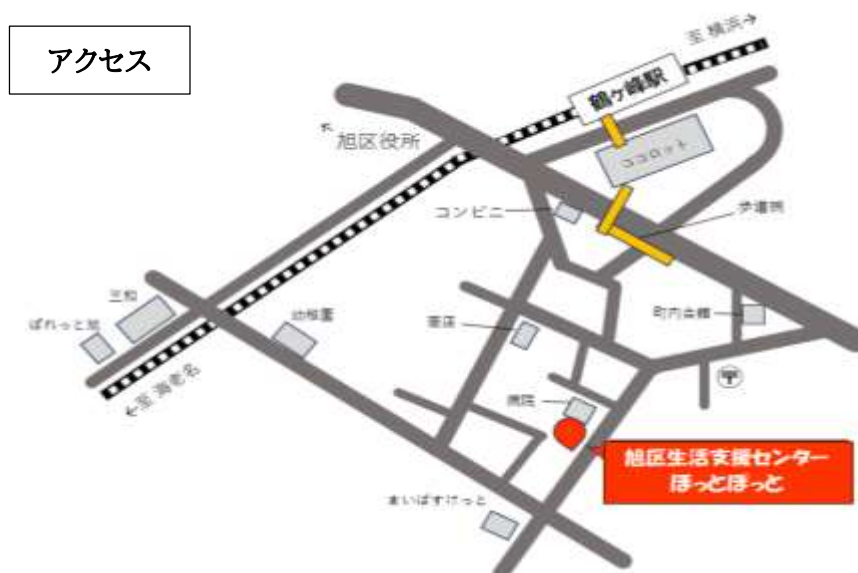 アクセス
至 横浜→
鶴ヶ峰駅
ココロット
旭区役所
コンビニ
歩道橋
三和
ぱれっと旭
幼稚園
薬店
町内会館
←至 海老名
病院
〒
旭区生活支援センター
ほっとぽっと
まいばすけっと